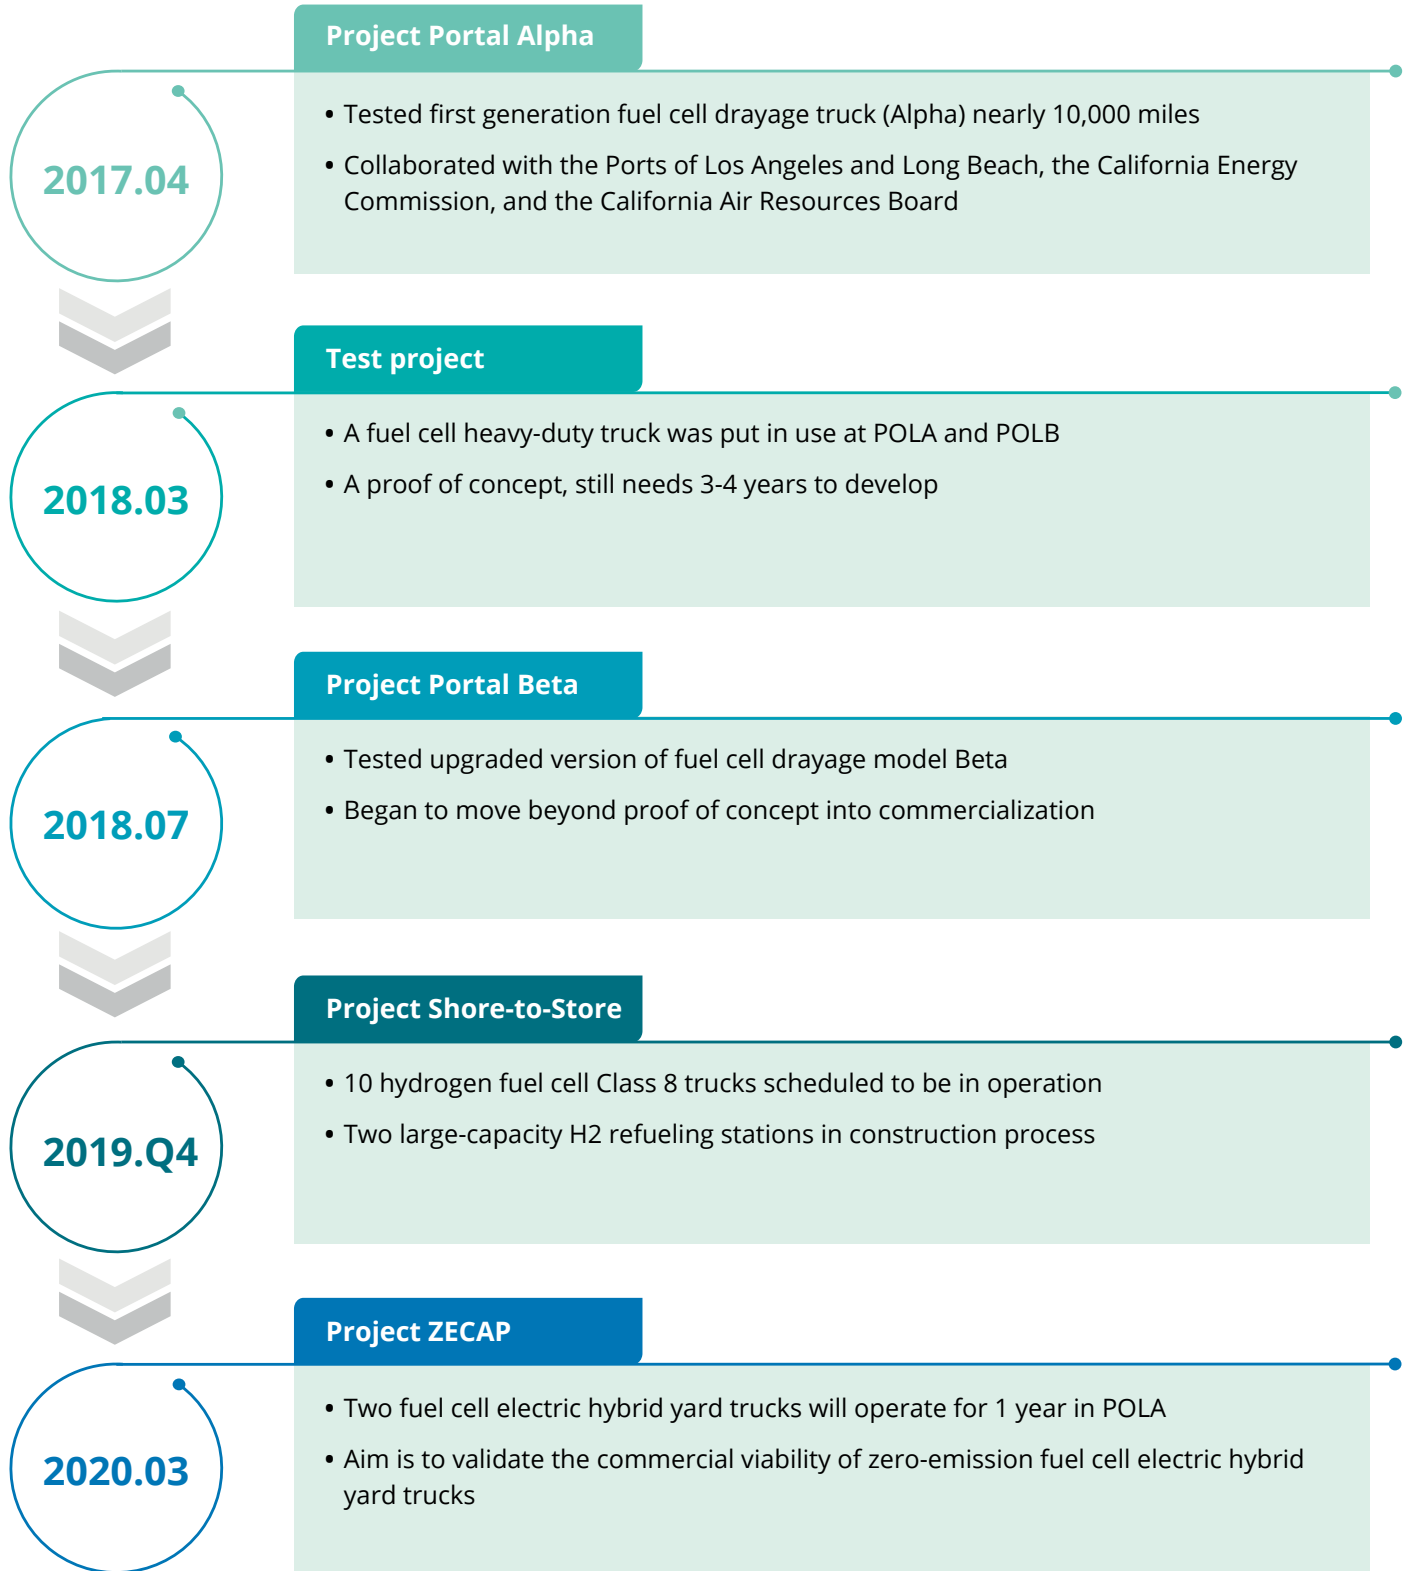 Project Portal Alpha
2017.04
• Tested first generation fuel cell drayage truck (Alpha) nearly 10,000 miles
• Collaborated with the Ports of Los Angeles and Long Beach, the California Energy
Commission, and the California Air Resources Board
Test project
2018.03
• A fuel cell heavy-duty truck was put in use at POLA and POLB
• A proof of concept, still needs 3-4 years to develop
Project Portal Beta
2018.07
• Tested upgraded version of fuel cell drayage model Beta
• Began to move beyond proof of concept into commercialization
Project Shore-to-Store
2019.Q4
• 10 hydrogen fuel cell Class 8 trucks scheduled to be in operation
• Two large-capacity H2 refueling stations in construction process
Project ZECAP
2020.03
• Two fuel cell electric hybrid yard trucks will operate for 1 year in POLA
• Aim is to validate the commercial viability of zero-emission fuel cell electric hybrid
yard trucks